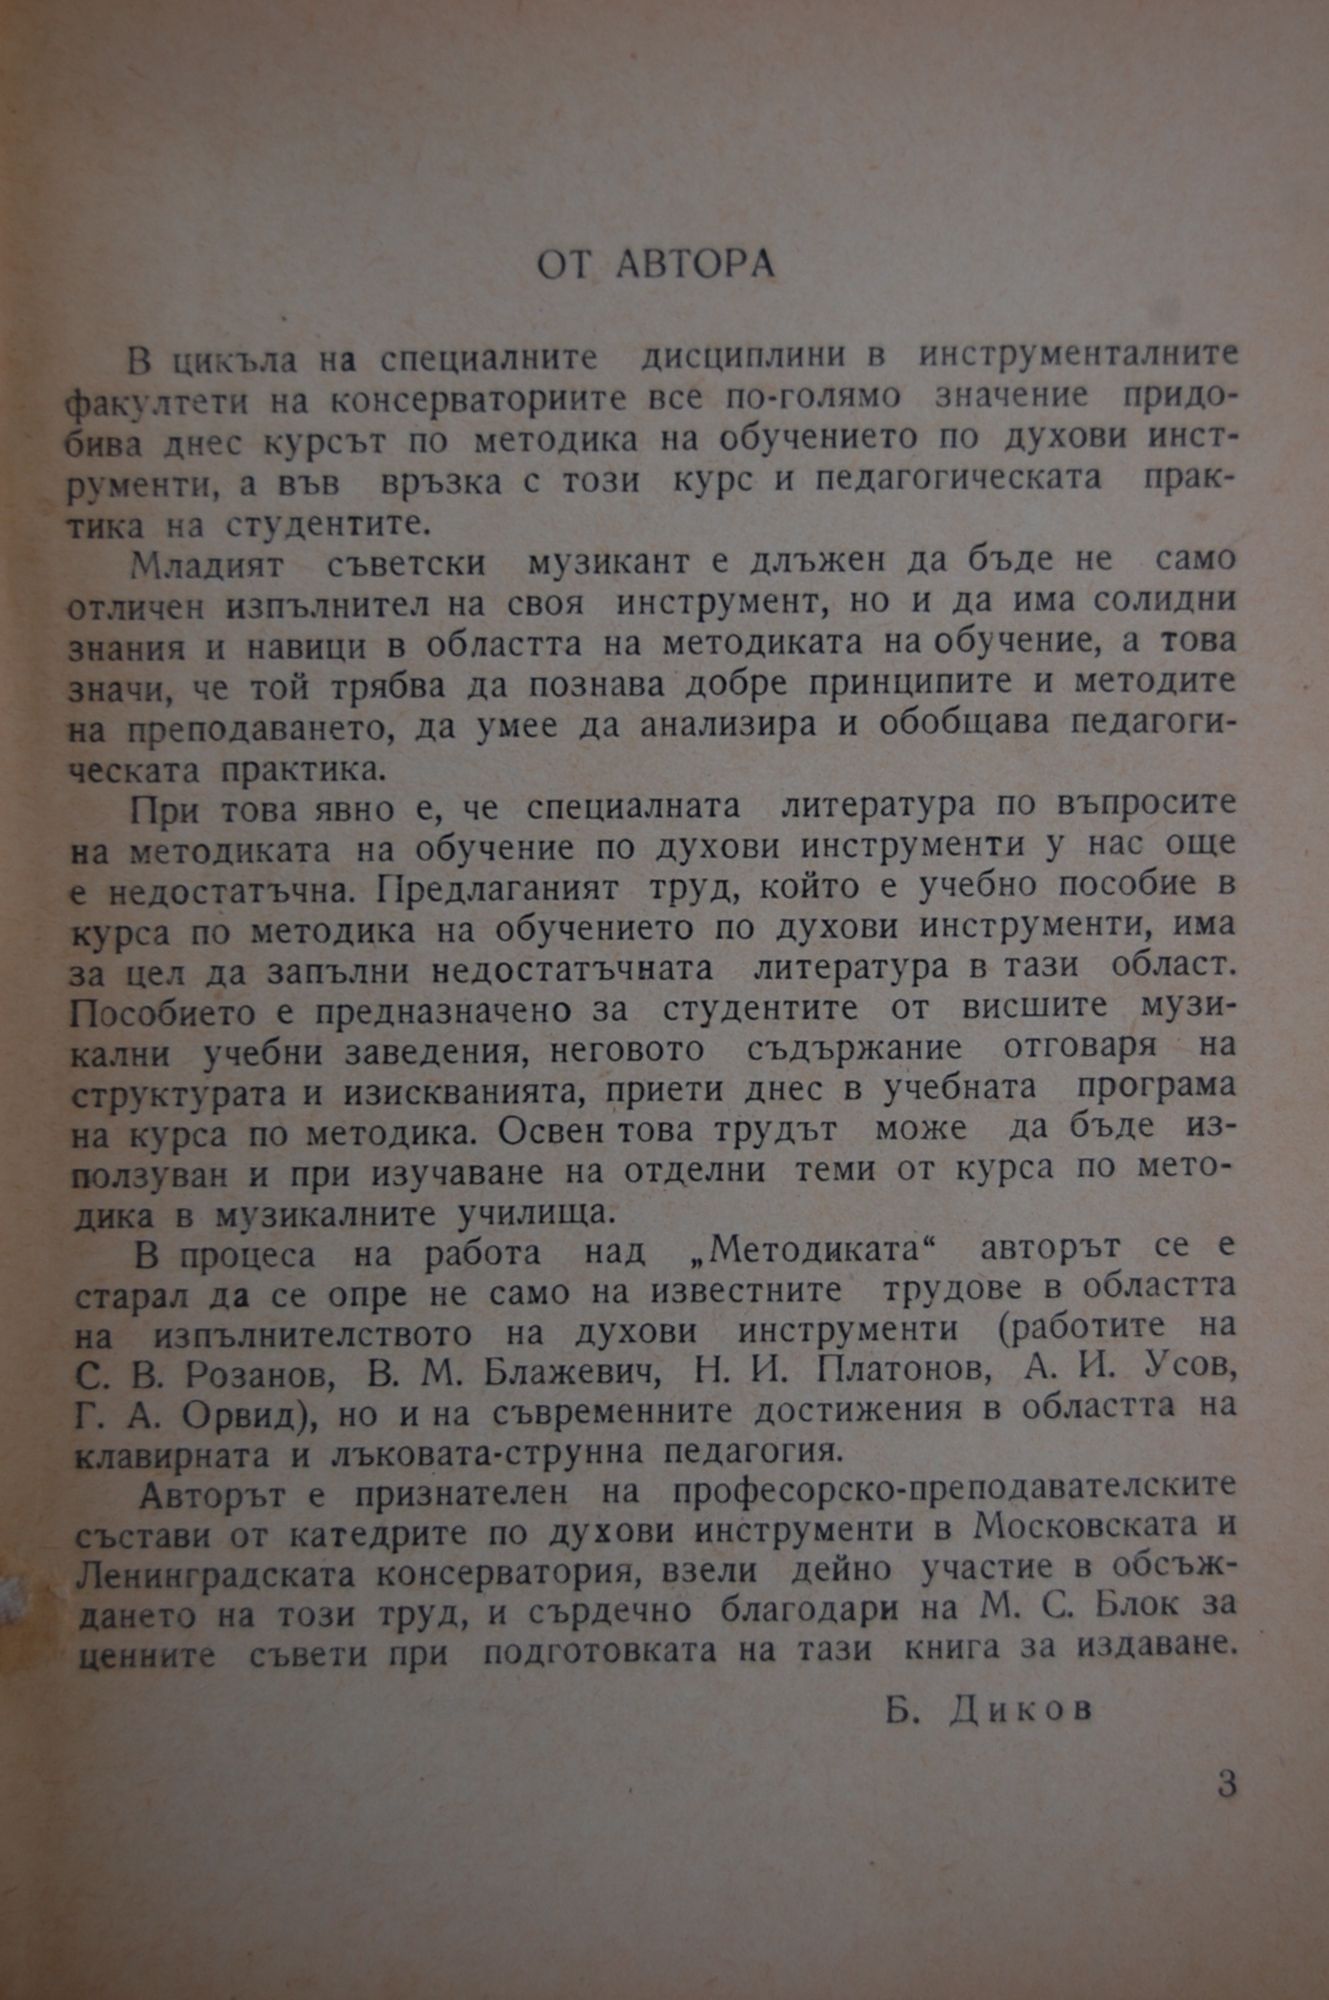 ОТ АВТОРА
В цикъла на специалните дисциплини в инструменталните
факултети на консерваториите все по-голямо значение придо-
бива днес курсът по методика на обучението по духови инст-
рументи, а във връзка с този курс и педагогическата прак-
тика на студентите.
Младият съветски музикант е длъжен да бъде не само
отличен изпълнител на своя инструмент, но и да има солидни
знания и навици в областта на методиката на обучение, а това
значи, че той трябва да познава добре принципите и методите
на преподаването, да умее да анализира и обобщава педагоги-
ческата практика.
При това явно е, че специалната литература по въпросите
на методиката на обучение по духови инструменти у нас още
е недостатъчна. Предлаганият труд, който е учебно пособие в
курса по методика на обучението по духови инструменти, има
за цел да запълни недостатъчната литература в тази област.
Пособието е предназначено за студентите от висшите музи-
кални учебни заведения, неговото съдържание отговаря на
структурата и изискванията, приети днес в учебната програма
на курса по методика. Освен това трудът може да бъде из-
ползуван и при изучаване на отделни теми от курса по мето-
дика в музикалните училища.
В процеса на работа над „Методиката“ авторът се е
старал да се опре не само на известните трудове в областта
на изпълнителството на духови инструменти (работите на
С. В. Розанов, В. М. Блажевич, Н. И. Платонов, А. И. Усов,
Г. А. Орвид), но и на съвременните достижения в областта на
клавирната и лъковата-струнна педагогия.
Авторът е признателен на професорско-преподавателските
състави от катедрите по духови инструменти в Московската и
Ленинградската консерватория, взели дейно участие в обсъж-
дането на този труд, и сърдечно благодари на М. С. Блок за
ценните съвети при подготовката на тази книга за издаване.
Б. Диков
3